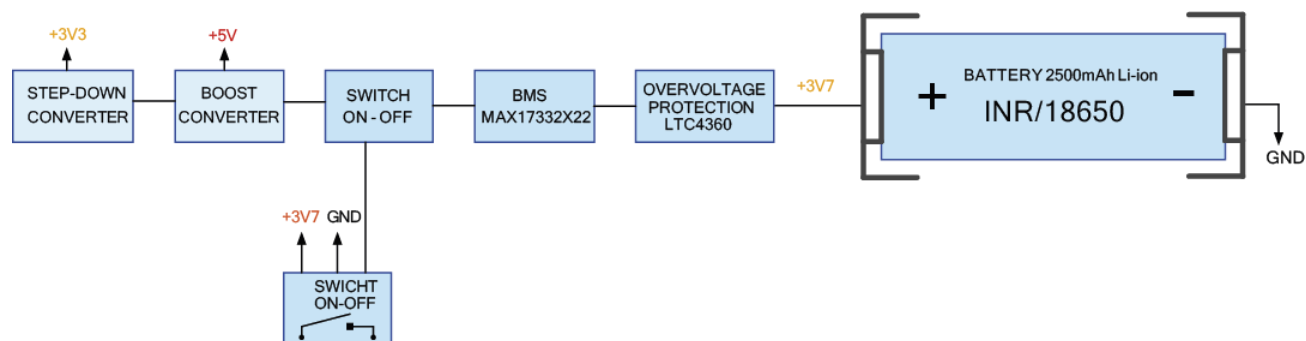 +3V3
STEP-DOWN
CONVERTER
+5V
BOOST
CONVERTER
SWITCH
ON - OFF
BMS
MAX17332X22
OVERVOLTAGE
PROTECTION
LTC4360
+3V7
+
BATTERY 2500mAh Li-ion
INR/18650
-
GND
+3V7 GND
SWICHT
ON-OFF